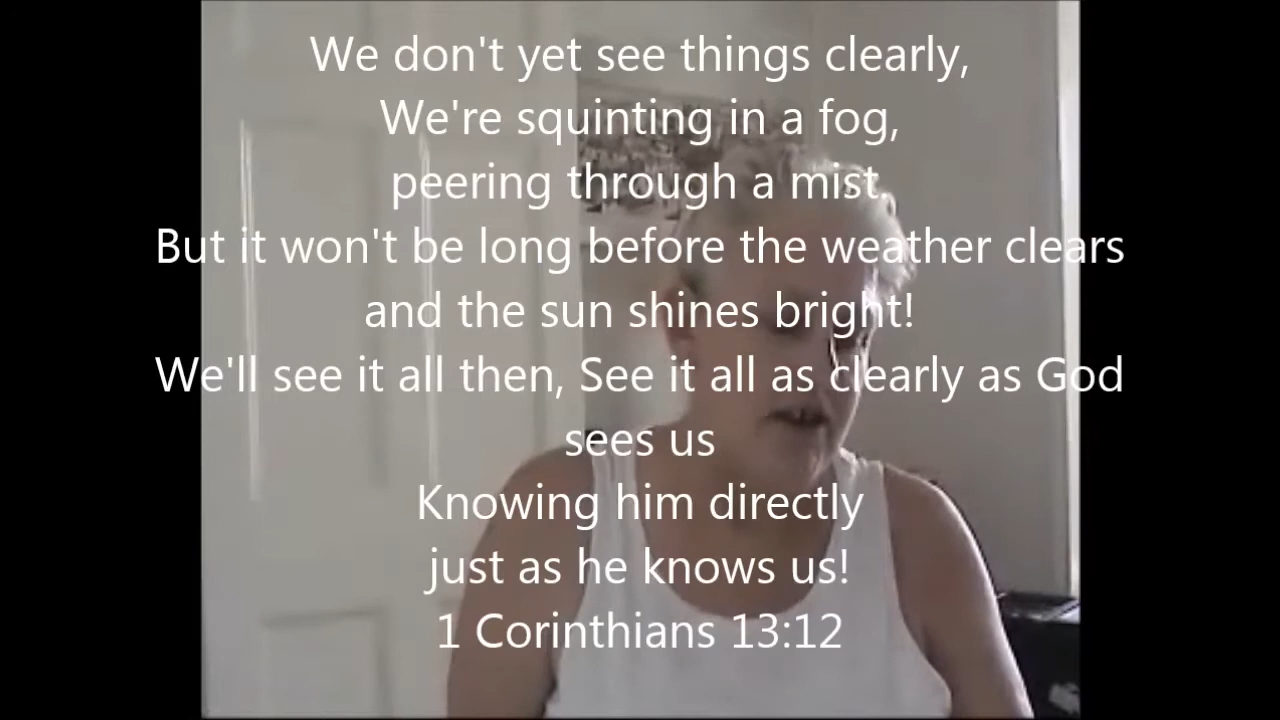 We don't yet see things clearly,
We're squinting in a fog,
peering through a mist.
But it won't be long before the weather clears
and the sun shines bright!
We'll see it all then, See it all as clearly as God
sees us
Knowing him directly
just as he knows us!
1 Corinthians 13:12